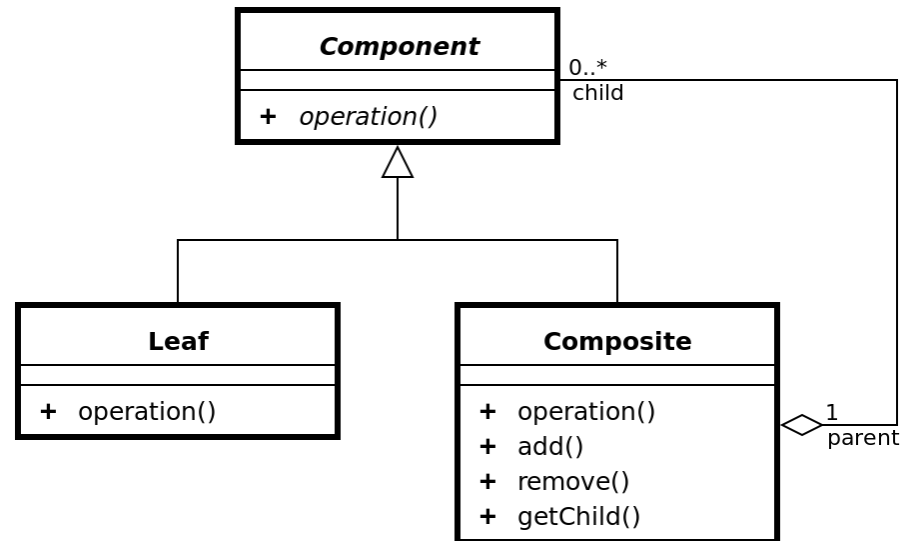 Component
+ operation()
0..*
child
Leaf
+ operation()
Composite
+ operation()
+ add()
+ remove()
+ getChild()
1
parent